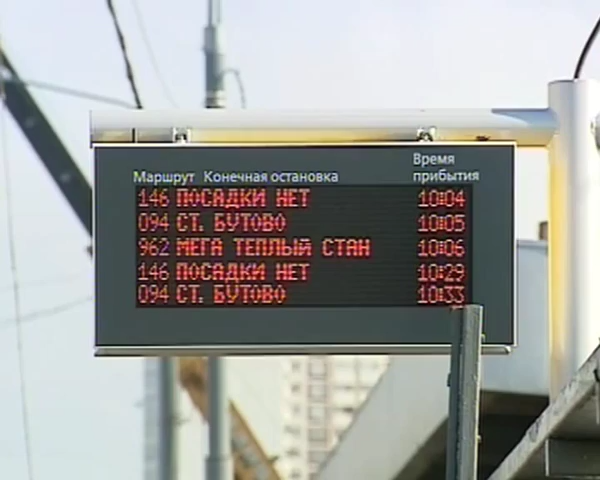 Маршрут Конечная остановка Время прибытия
146 ПОСАДКИ НЕТ 10:04
094 СТ. БУТОВО 10:05
962 МЕГА ТЕПЛЫЙ СТАН 10:06
146 ПОСАДКИ НЕТ 10:29
094 СТ. БУТОВО 10:33